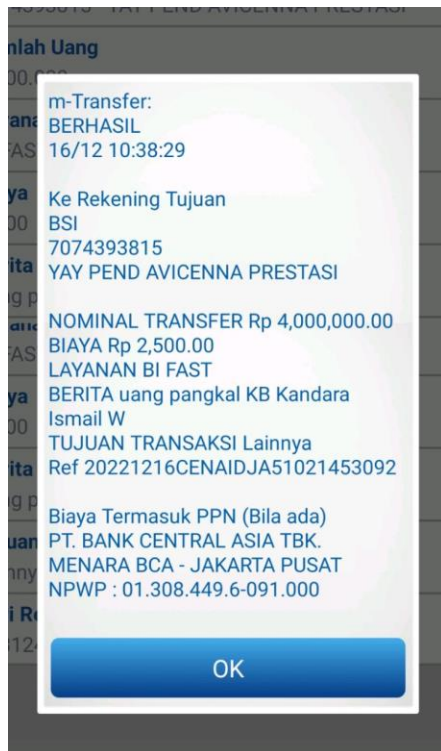 mlah Uang
m-Transfer:
BERHASIL
16/12 10:38:29
Ke Rekening Tujuan
BSI
7074393815
YAY PEND AVICENNA PRESTASI
NOMINAL TRANSFER Rp 4,000,000.00
BIAYA Rp 2,500.00
LAYANAN BI FAST
BERITA uang pangkal KB Kandara
Ismail W
TUJUAN TRANSAKSI Lainnya
Ref 20221216CENAIDJA51021453092
Biaya Termasuk PPN (Bila ada)
PT. BANK CENTRAL ASIA TBK.
MENARA BCA - JAKARTA PUSAT
NPWP : 01.308.449.6-091.000
OK